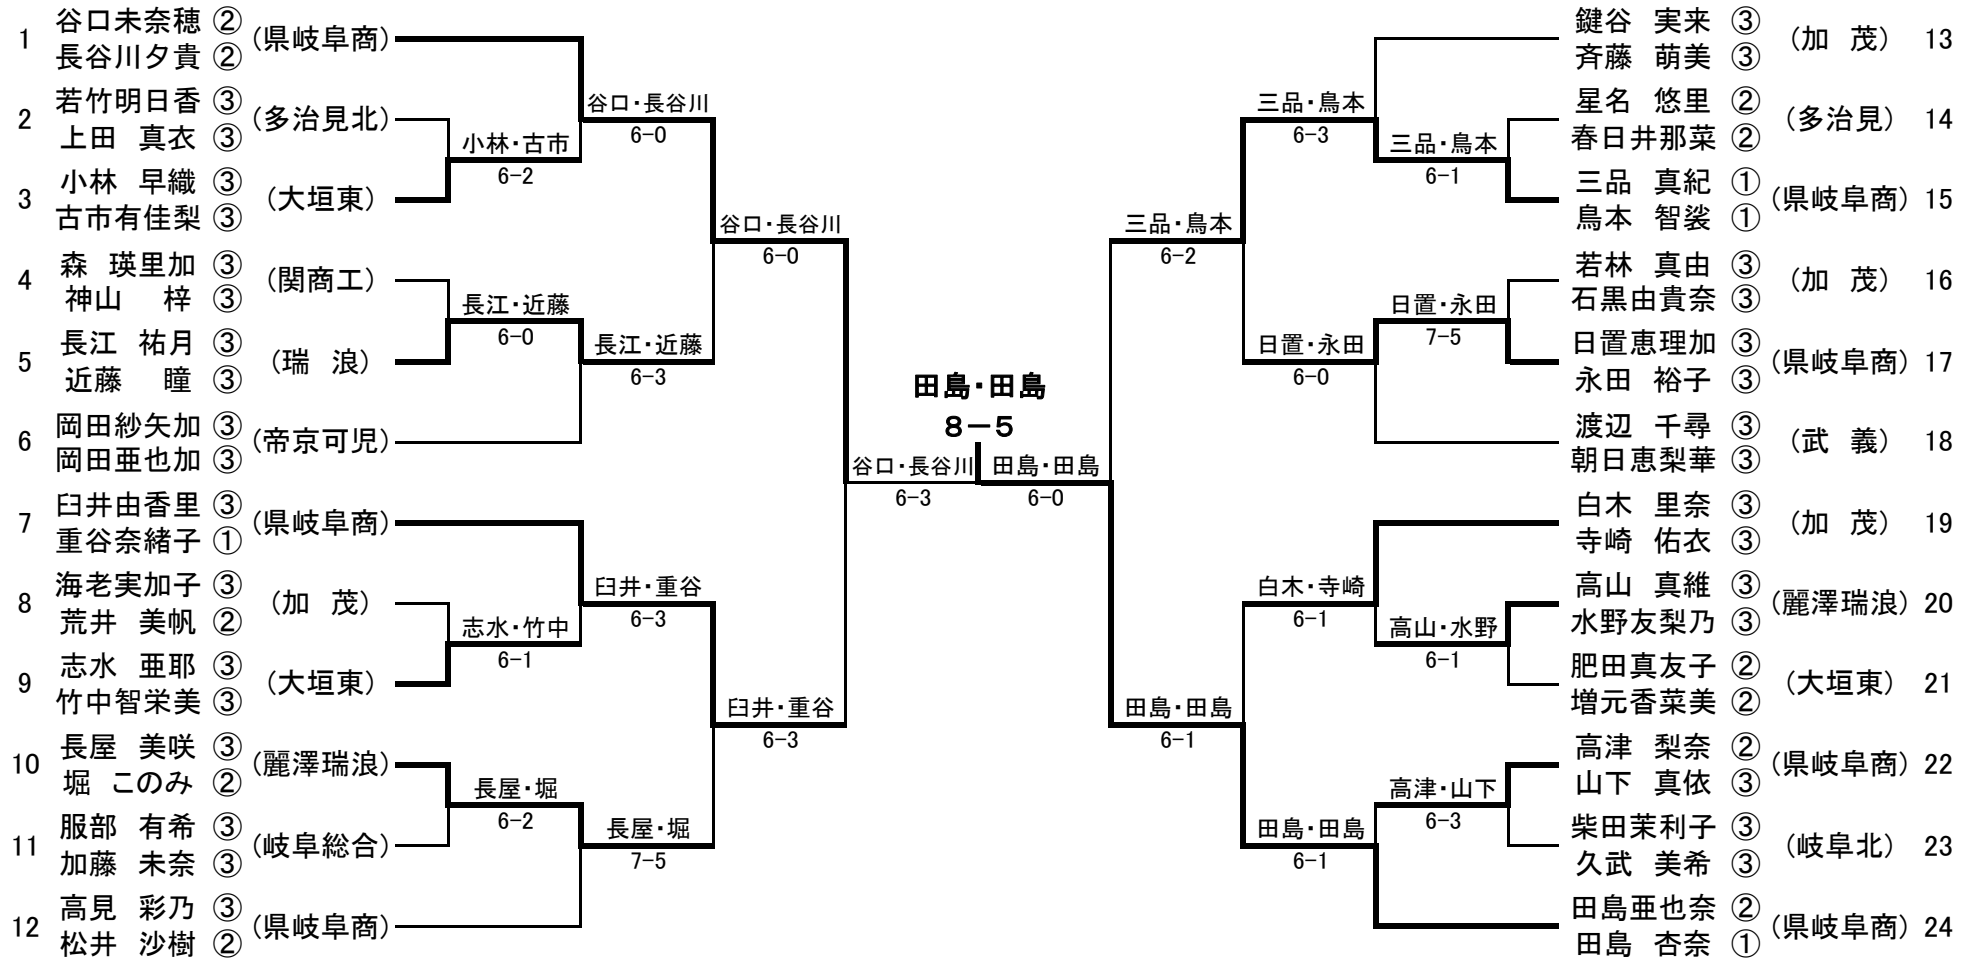 1 谷口未奈穂 ② (県岐阜商)
長谷川夕貴 ②
2 若竹明日香 ③ (多治見北)
上田 真衣 ③
3 小林 早織 ③ (大垣東)
古市有佳梨 ③
4 森 瑛里加 ③ (関商工)
神山 梓 ③
5 長江 祐月 ③ (瑞 浪)
近藤 瞳 ③
6 岡田紗矢加 ③ (帝京可児)
岡田亜也加 ③
7 臼井由香里 ③ (県岐阜商)
重谷奈緒子 ①
8 海老実加子 ③ (加 茂)
荒井 美帆 ②
9 志水 亜耶 ③ (大垣東)
竹中智栄美 ③
10 長屋 美咲 ③ (麗澤瑞浪)
堀 このみ ②
11 服部 有希 ③ (岐阜総合)
加藤 未奈 ③
12 高見 彩乃 ③ (県岐阜商)
松井 沙樹 ②
小林・古市
6-2
長江・近藤
6-0
志水・竹中
6-1
長屋・堀
6-2
谷口・長谷川
6-0
長江・近藤
6-3
臼井・重谷
6-3
長屋・堀
7-5
谷口・長谷川
6-0
臼井・重谷
6-3
谷口・長谷川
6-3
田島・田島
8-5
田島・田島
6-0
三品・鳥本
6-2
田島・田島
6-1
三品・鳥本
6-3
日置・永田
6-0
白木・寺崎
6-1
田島・田島
6-1
三品・鳥本
6-1
日置・永田
7-5
高山・水野
6-1
高津・山下
6-3
鍵谷 実来 ③ (加 茂) 13
斉藤 萌美 ③
星名 悠里 ② (多治見) 14
春日井那菜 ②
三品 真紀 ① (県岐阜商) 15
鳥本 智裟 ①
若林 真由 ③ (加 茂) 16
石黒由貴奈 ③
日置恵理加 ③ (県岐阜商) 17
永田 裕子 ③
渡辺 千尋 ③ (武 義) 18
朝日恵梨華 ③
白木 里奈 ③ (加 茂) 19
寺崎 佑衣 ③
高山 真維 ③ (麗澤瑞浪) 20
水野友梨乃 ③
肥田真友子 ② (大垣東) 21
増元香菜美 ②
高津 梨奈 ② (県岐阜商) 22
山下 真依 ③
柴田茉利子 ③ (岐阜北) 23
久武 美希 ③
田島亜也奈 ② (県岐阜商) 24
田島 杏奈 ①